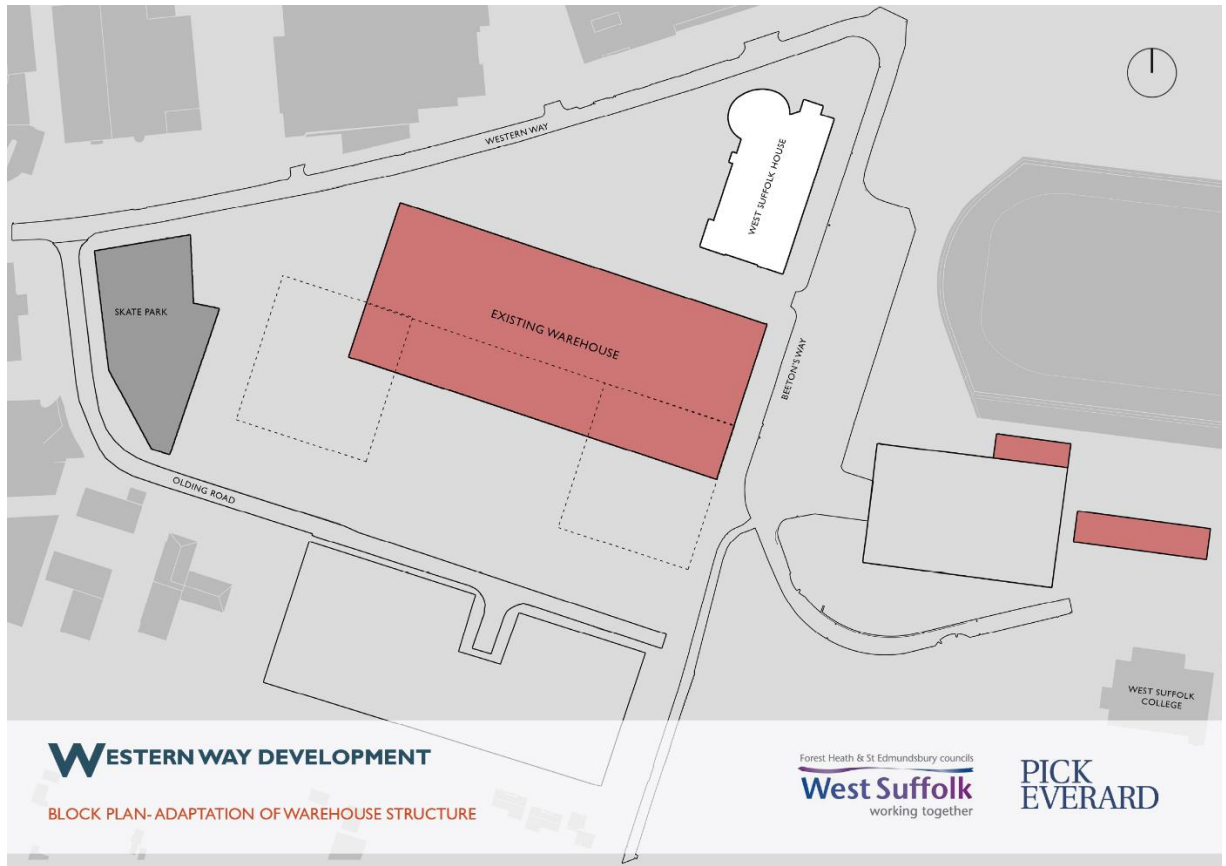 WESTERN WAY
WEST SUFFOLK HOUSE
SKATE PARK
EXISTING WAREHOUSE
BEETON'S WAY
OLDING ROAD
WEST SUFFOLK
COLLEGE
WESTERN WAY DEVELOPMENT
BLOCK PLAN- ADAPTATION OF WAREHOUSE STRUCTURE
Forest Heath & St Edmundsbury councils
West Suffolk
working together
PICK
EVERARD